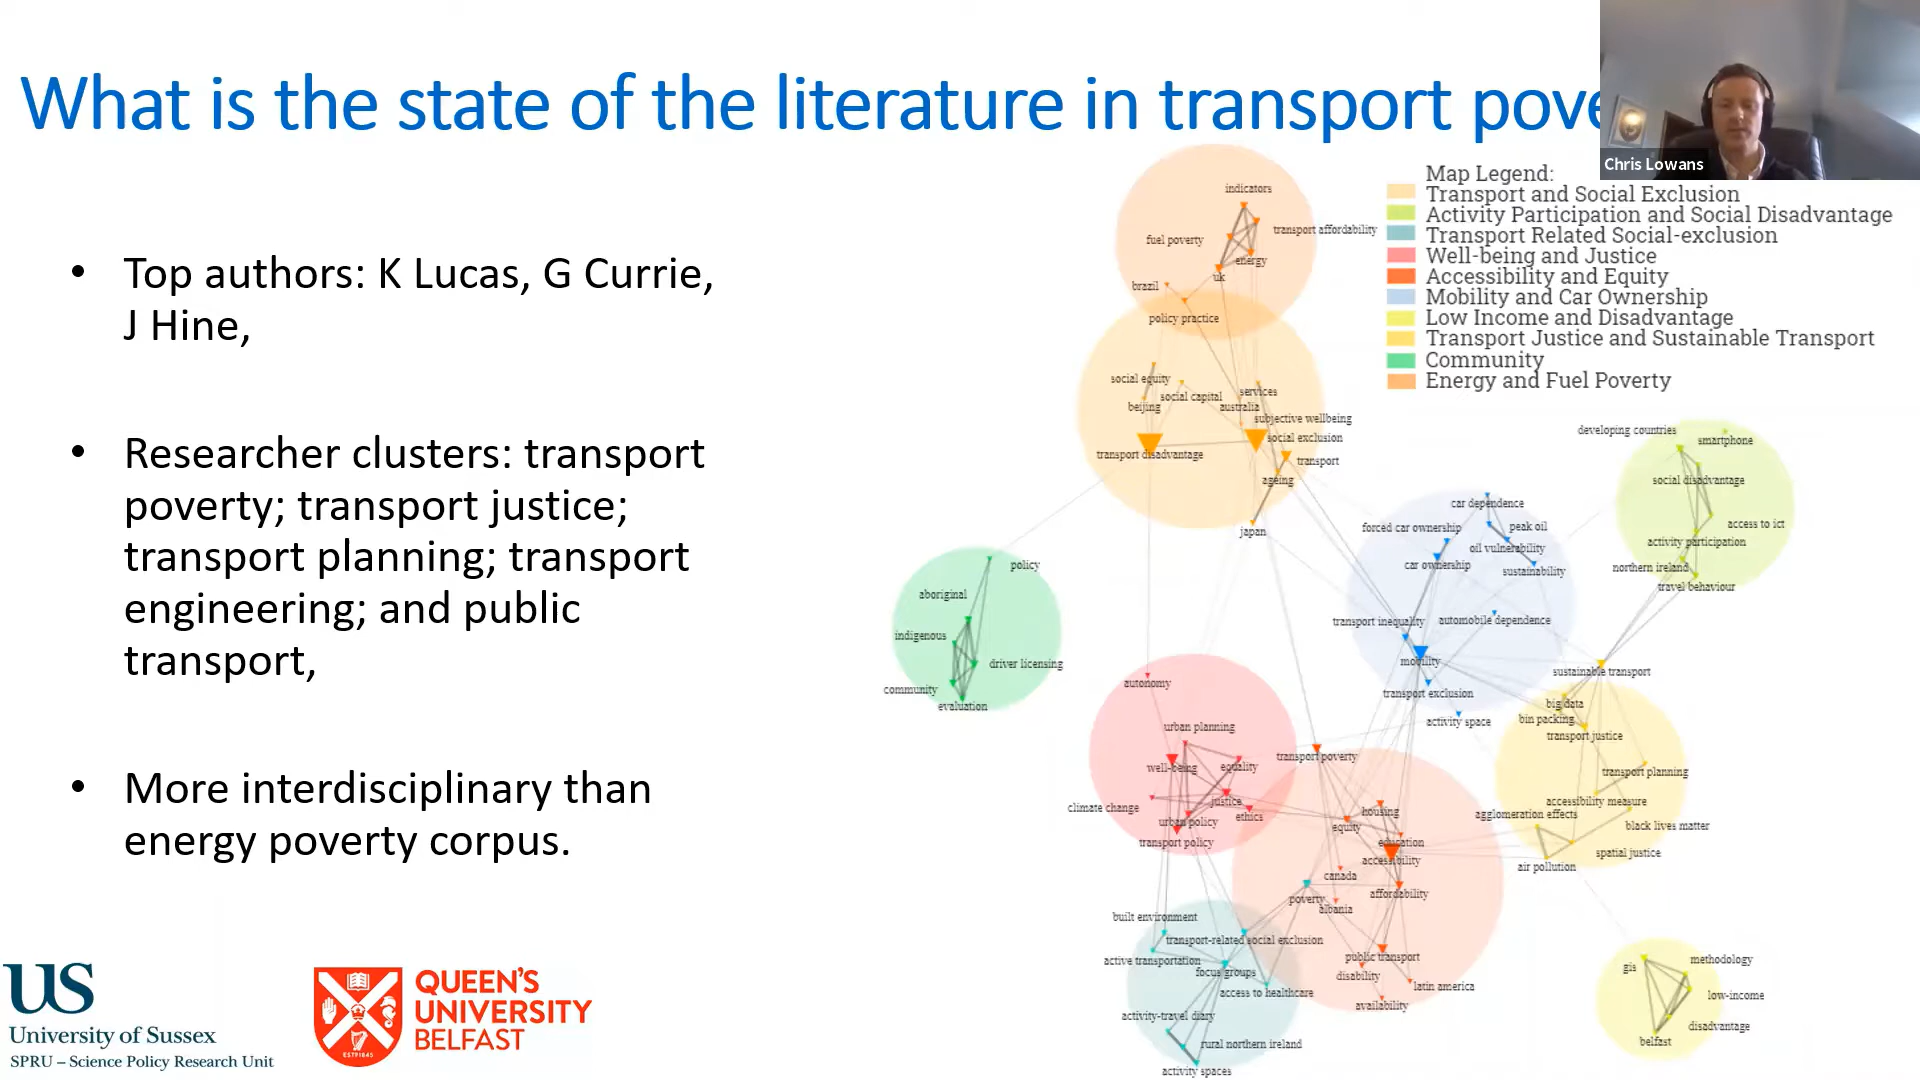 What is the state of the literature in transport pove
Chris Lowans
• Top authors: K Lucas, G Currie,
J Hine,
• Researcher clusters: transport
poverty; transport justice;
transport planning; transport
engineering; and public
transport,
• More interdisciplinary than
energy poverty corpus.
US
University of Sussex
SPRU – Science Policy Research Unit
QUEEN'S
UNIVERSITY
BELFAST
ESTD1845
Map Legend:
Transport and Social Exclusion
Activity Participation and Social Disadvantage
Transport Related Social-exclusion
Well-being and Justice
Accessibility and Equity
Mobility and Car Ownership
Low Income and Disadvantage
Transport Justice and Sustainable Transport
Community
Energy and Fuel Poverty
indicators
transport affordability
fuel poverty
energy
uk
brazil
policy practice
social equity
social capital
services
beijing
australia
subjective wellbeing
social exclusion
transport disadvantage
transport
ageing
japan
developing countries
smartphone
social disadvantage
access to ict
activity participation
northern ireland
travel behaviour
car dependence
forced car ownership
peak oil
oil vulnerability
car ownership
sustainability
transport inequality
automobile dependence
mobility
transport exclusion
activity space
policy
aboriginal
indigenous
driver licensing
community
evaluation
sustainable transport
big data
bin packing
transport justice
transport planning
accessibility measure
agglomeration effects
black lives matter
spatial justice
air pollution
autonomy
urban planning
well-being
equality
climate change
justice
ethics
urban policy
transport policy
transport poverty
housing
equity
education
accessibility
canada
affordability
poverty
albania
public transport
disability
latin america
availability
built environment
transport-related social exclusion
active transportation
focus groups
access to healthcare
activity-travel diary
rural northern ireland
activity spaces
gis
methodology
low-income
disadvantage
belfast